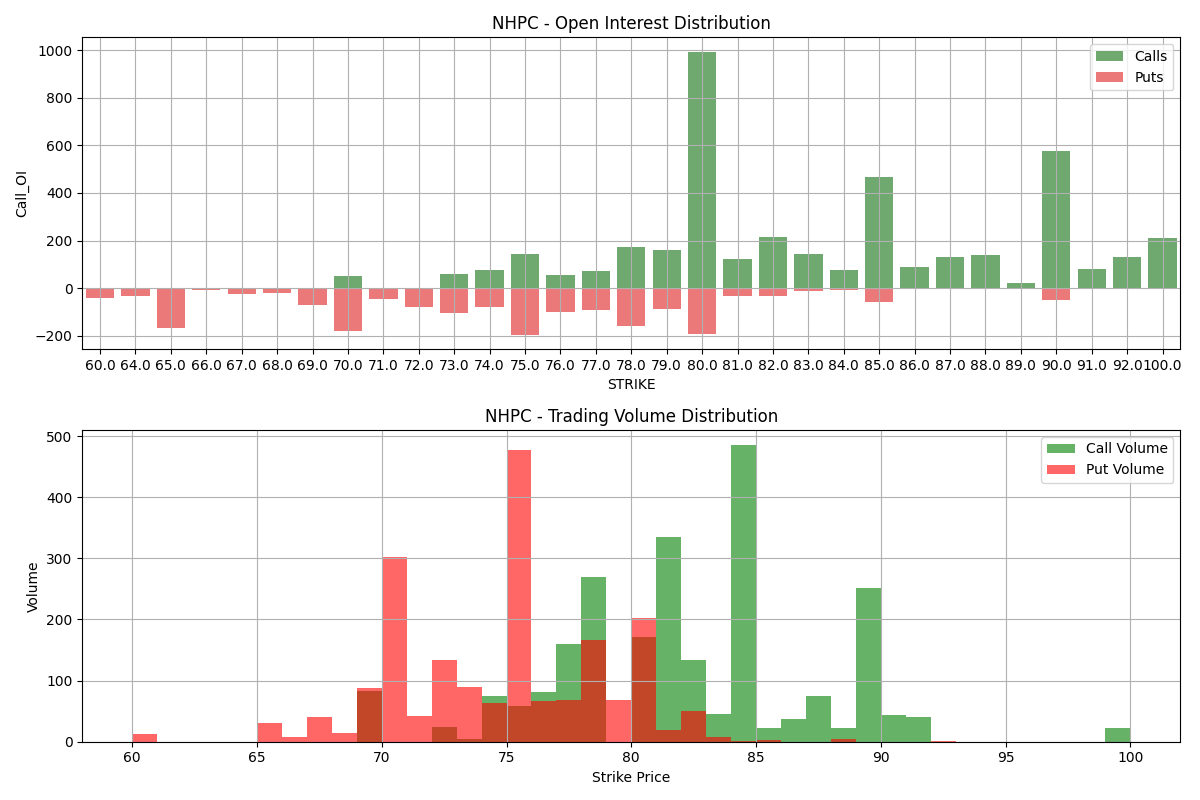 NHPC - Open Interest Distribution
1000
800
600
400
200
0
−200
Call_OI
Calls
Puts
60.0 64.0 65.0 66.0 67.0 68.0 69.0 70.0 71.0 72.0 73.0 74.0 75.0 76.0 77.0 78.0 79.0 80.0 81.0 82.0 83.0 84.0 85.0 86.0 87.0 88.0 89.0 90.0 91.0 92.0 100.0
STRIKE
NHPC - Trading Volume Distribution
500
400
300
200
100
0
Volume
Call Volume
Put Volume
60 65 70 75 80 85 90 95 100
Strike Price